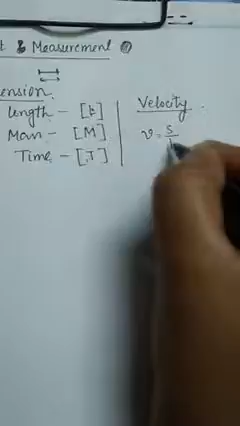 & Measurement
ension
Length - [L]
Mass - [M]
Time - [T]
Velocity
v = s/